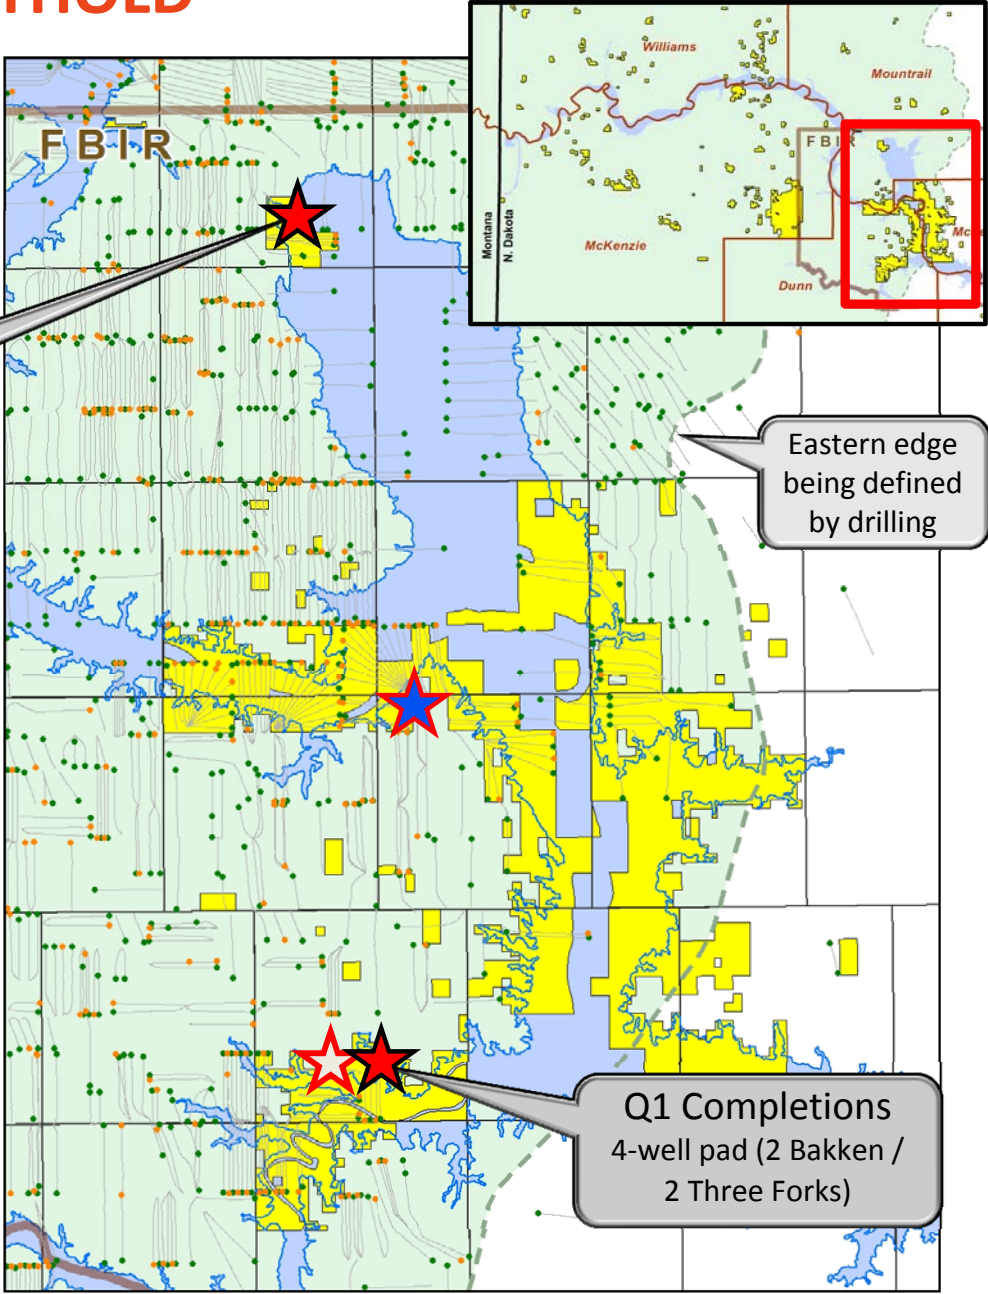 Williams
Mountrail
FBIR
FBIR
Montana
N. Dakota
McKenzie
Dunn
Eastern edge
being defined
by drilling
Q1 Completions
4-well pad (2 Bakken /
2 Three Forks)